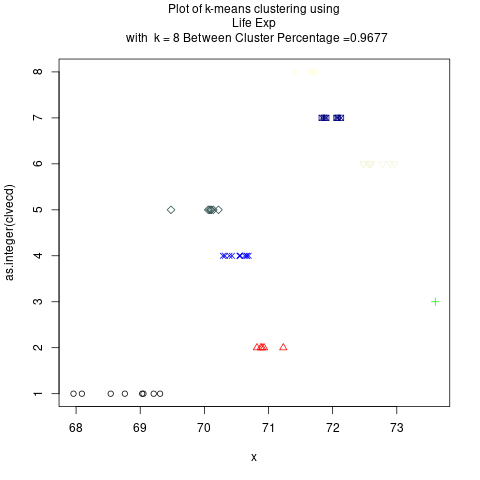 Plot of k-means clustering using
Life Exp
with  k = 8 Between Cluster Percentage =0.9677
8
7
6
5
4
3
2
1
as.integer(clvecd)
68 69 70 71 72 73
x